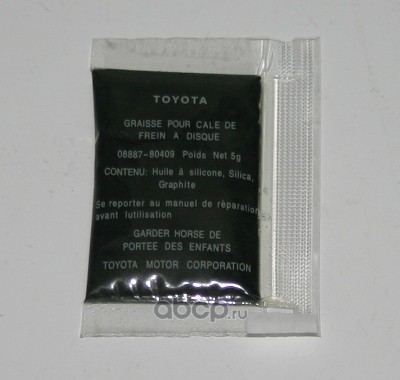 TOYOTA
GRAISSE POUR CALE DE
FREIN A DISQUE
08887-80409 Poids Net 5g
CONTENU: Huile à silicone, Silica,
Graphite
Se reporter au manuel de réparation
avant lutilisation
GARDER HORSE DE
PORTEE DES ENFANTS
TOYOTA MOTOR CORPORATION
abcp.ru